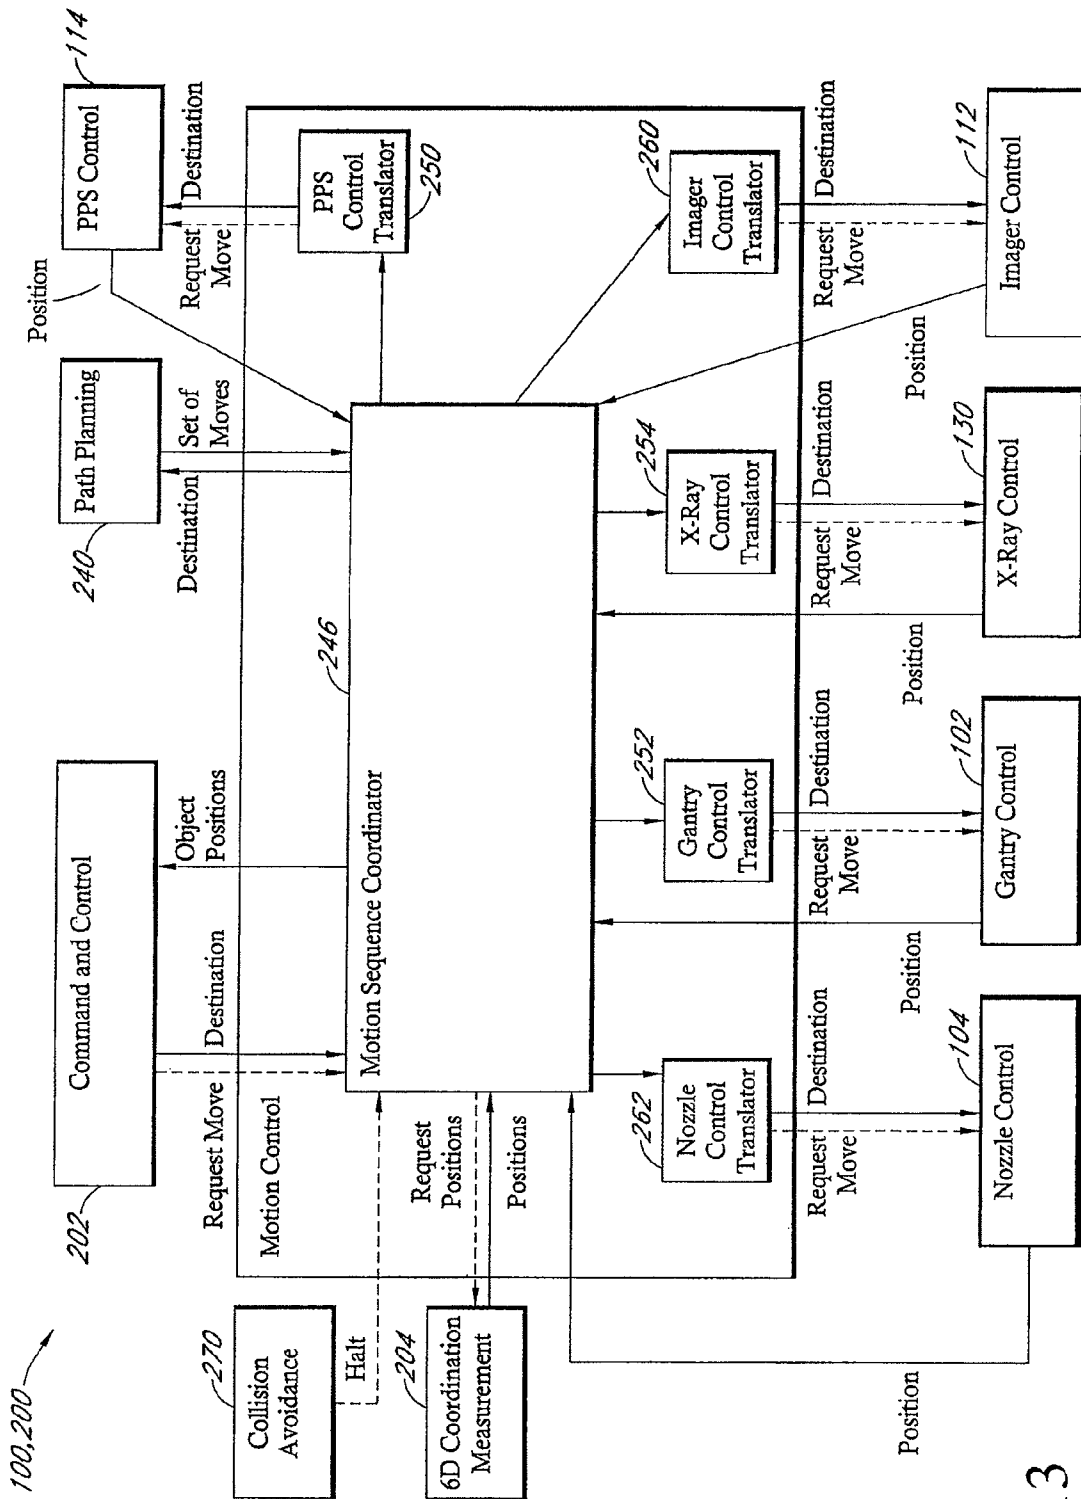 100,200
202
Command and Control
Request Move
Destination
Object
Positions
240
Path Planning
Destination
Set of
Moves
Position
114
PPS Control
Request
Move
Destination
270
Collision
Avoidance
Halt
204
6D Coordination
Measurement
Request
Positions
Positions
Motion Control
246
Motion Sequence Coordinator
PPS
Control
Translator
250
262
Nozzle
Control
Translator
252
Gantry
Control
Translator
254
X-Ray
Control
Translator
260
Imager
Control
Translator
Request
Move
Destination
Request
Move
Destination
Request
Move
Destination
Request
Move
Destination
Position
Position
Position
Position
104
Nozzle Control
102
Gantry Control
130
X-Ray Control
112
Imager Control
3